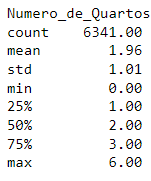 Numero_de_Quartos
count 6341.00
mean 1.96
std 1.01
min 0.00
25% 1.00
50% 2.00
75% 3.00
max 6.00